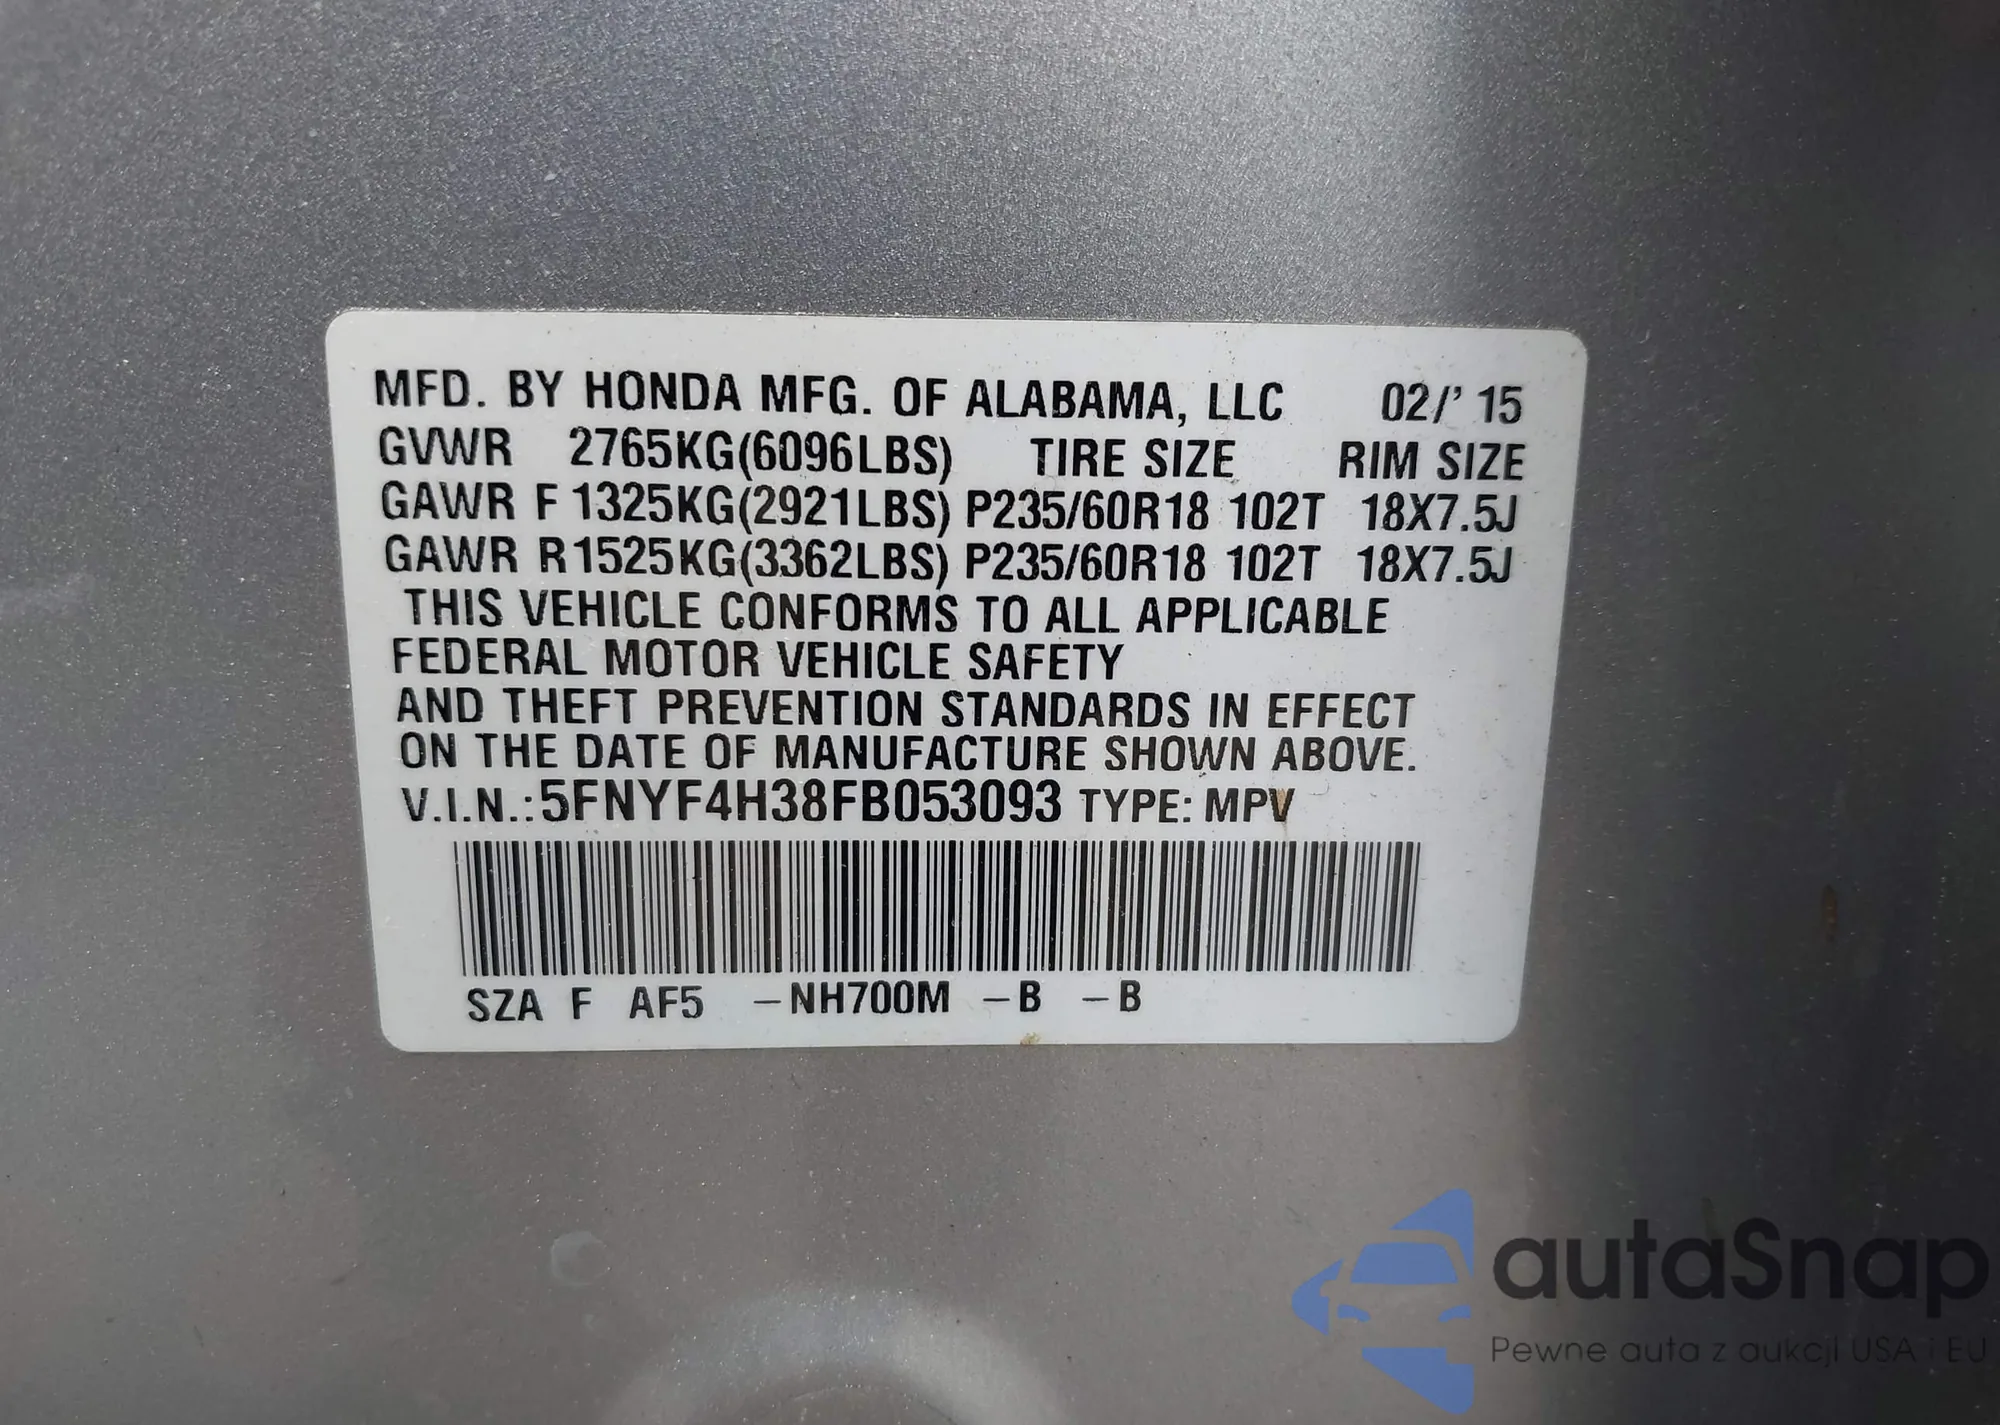 MFD. BY HONDA MFG. OF ALABAMA, LLC 02/' 15
GVWR 2765KG(6096LBS) TIRE SIZE RIM SIZE
GAWR F 1325KG(2921LBS) P235/60R18 102T 18X7.5J
GAWR R1525KG(3362LBS) P235/60R18 102T 18X7.5J
THIS VEHICLE CONFORMS TO ALL APPLICABLE
FEDERAL MOTOR VEHICLE SAFETY
AND THEFT PREVENTION STANDARDS IN EFFECT
ON THE DATE OF MANUFACTURE SHOWN ABOVE.
V.I.N.:5FNYF4H38FB053093 TYPE: MPV
SZA F AF5 –NH700M –B –B
autaSnap
Pewne auta z aukcji USA i EU